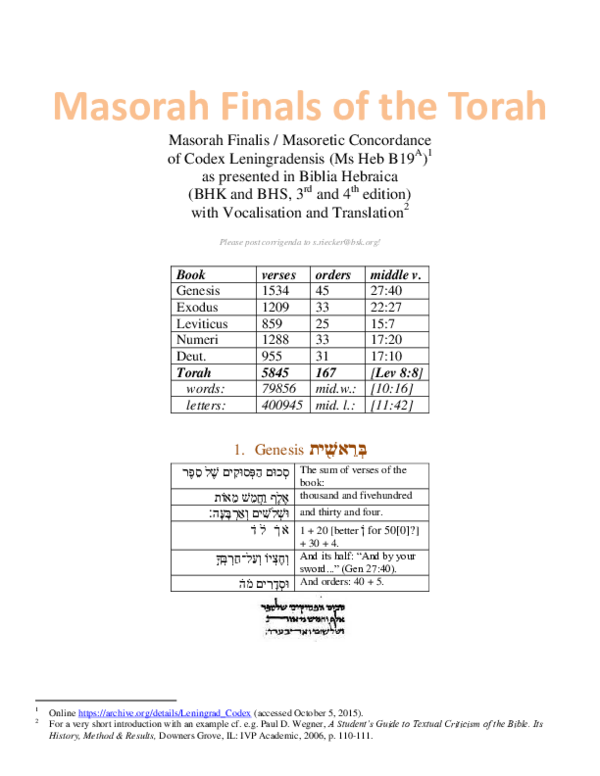 Masorah Finals of the Torah
Masorah Finalis / Masoretic Concordance
of Codex Leningradensis (Ms Heb B19A)1
as presented in Biblia Hebraica
(BHK and BHS, 3rd and 4th edition)
with Vocalisation and Translation2
Please post corrigenda to s.riecker@bsk.org!
Book verses orders middle v.
Genesis 1534 45 27:40
Exodus 1209 33 22:27
Leviticus 859 25 15:7
Numeri 1288 33 17:20
Deut. 955 31 17:10
Torah 5845 167 [Lev 8:8]
words: 79856 mid.w.: [10:16]
letters: 400945 mid. l.: [11:42]
1. Genesis בְּרֵאשִׁ֖ית
סְכוּם הַפְּסוּקִים שֶׁל סֵפֶר The sum of verses of the
book:
אֶלֶף וַחֲמֵשׁ מֵאוֹת thousand and fivehundred
וּשְׁלֹשִׁים וְאַרְבָּעָה׃ and thirty and four.
אׄךׄ לׄ דׄ 1 + 20 [better ןׄ for 50[0]?]
+ 30 + 4.
וְחֶצְיוֹ וְעַל־חַרְבְּךָ And its half: “And by your
sword...” (Gen 27:40).
וּסְדָרִים מׄהׄ And orders: 40 + 5.
1 Online https://archive.org/details/Leningrad_Codex (accessed October 5, 2015).
2 For a very short introduction with an example cf. e.g. Paul D. Wegner, A Student’s Guide to Textual Criticism of the Bible. Its
History, Method & Results, Downers Grove, IL: IVP Academic, 2006, p. 110-111.